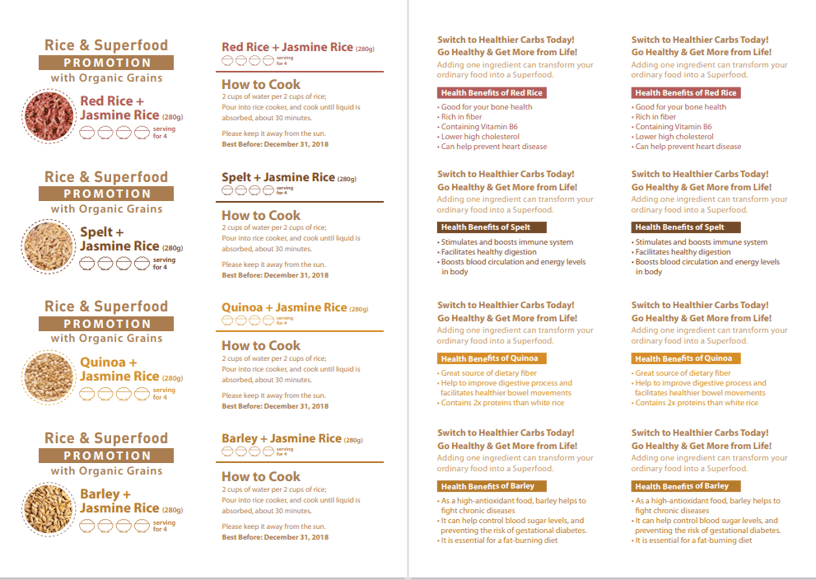 Rice & Superfood
PROMOTION
with Organic Grains
Red Rice +
Jasmine Rice (280g)
serving
for 4
Red Rice + Jasmine Rice (280g)
serving
for 4
How to Cook
2 cups of water per 2 cups of rice;
Pour into rice cooker, and cook until liquid is
absorbed, about 30 minutes.
Please keep it away from the sun.
Best Before: December 31, 2018
Switch to Healthier Carbs Today!
Go Healthy & Get More from Life!
Adding one ingredient can transform your
ordinary food into a Superfood.
Health Benefits of Red Rice
• Good for your bone health
• Rich in fiber
• Containing Vitamin B6
• Lower high cholesterol
• Can help prevent heart disease
Switch to Healthier Carbs Today!
Go Healthy & Get More from Life!
Adding one ingredient can transform your
ordinary food into a Superfood.
Health Benefits of Red Rice
• Good for your bone health
• Rich in fiber
• Containing Vitamin B6
• Lower high cholesterol
• Can help prevent heart disease
Rice & Superfood
PROMOTION
with Organic Grains
Spelt +
Jasmine Rice (280g)
serving
for 4
Spelt + Jasmine Rice (280g)
serving
for 4
How to Cook
2 cups of water per 2 cups of rice;
Pour into rice cooker, and cook until liquid is
absorbed, about 30 minutes.
Please keep it away from the sun.
Best Before: December 31, 2018
Switch to Healthier Carbs Today!
Go Healthy & Get More from Life!
Adding one ingredient can transform your
ordinary food into a Superfood.
Health Benefits of Spelt
• Stimulates and boosts immune system
• Facilitates healthy digestion
• Boosts blood circulation and energy levels
in body
Switch to Healthier Carbs Today!
Go Healthy & Get More from Life!
Adding one ingredient can transform your
ordinary food into a Superfood.
Health Benefits of Spelt
• Stimulates and boosts immune system
• Facilitates healthy digestion
• Boosts blood circulation and energy levels
in body
Rice & Superfood
PROMOTION
with Organic Grains
Quinoa +
Jasmine Rice (280g)
serving
for 4
Quinoa + Jasmine Rice (280g)
serving
for 4
How to Cook
2 cups of water per 2 cups of rice;
Pour into rice cooker, and cook until liquid is
absorbed, about 30 minutes.
Please keep it away from the sun.
Best Before: December 31, 2018
Switch to Healthier Carbs Today!
Go Healthy & Get More from Life!
Adding one ingredient can transform your
ordinary food into a Superfood.
Health Benefits of Quinoa
• Great source of dietary fiber
• Help to improve digestive process and
facilitates healthier bowel movements
• Contains 2x proteins than white rice
Switch to Healthier Carbs Today!
Go Healthy & Get More from Life!
Adding one ingredient can transform your
ordinary food into a Superfood.
Health Benefits of Quinoa
• Great source of dietary fiber
• Help to improve digestive process and
facilitates healthier bowel movements
• Contains 2x proteins than white rice
Rice & Superfood
PROMOTION
with Organic Grains
Barley +
Jasmine Rice (280g)
serving
for 4
Barley + Jasmine Rice (280g)
serving
for 4
How to Cook
2 cups of water per 2 cups of rice;
Pour into rice cooker, and cook until liquid is
absorbed, about 30 minutes.
Please keep it away from the sun.
Best Before: December 31, 2018
Switch to Healthier Carbs Today!
Go Healthy & Get More from Life!
Adding one ingredient can transform your
ordinary food into a Superfood.
Health Benefits of Barley
• As a high-antioxidant food, barley helps to
fight chronic diseases
• It can help control blood sugar levels, and
preventing the risk of gestational diabetes.
• It is essential for a fat-burning diet
Switch to Healthier Carbs Today!
Go Healthy & Get More from Life!
Adding one ingredient can transform your
ordinary food into a Superfood.
Health Benefits of Barley
• As a high-antioxidant food, barley helps to
fight chronic diseases
• It can help control blood sugar levels, and
preventing the risk of gestational diabetes.
• It is essential for a fat-burning diet